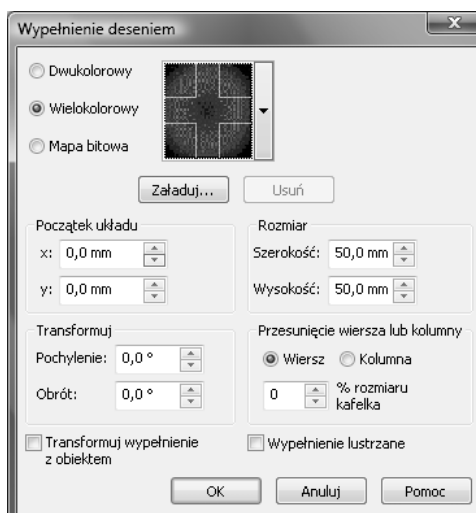 Wypełnienie deseniem
Dwukolorowy
Wielokolorowy
Mapa bitowa
Załaduj...
Usuń
Początek układu
x: 0,0 mm
y: 0,0 mm
Rozmiar
Szerokość: 50,0 mm
Wysokość: 50,0 mm
Transformuj
Pochylenie: 0,0 °
Obrót: 0,0 °
Przesunięcie wiersza lub kolumny
Wiersz Kolumna
0 % rozmiaru
kafelka
Transformuj wypełnienie
z obiektem
Wypełnienie lustrzane
OK Anuluj Pomoc